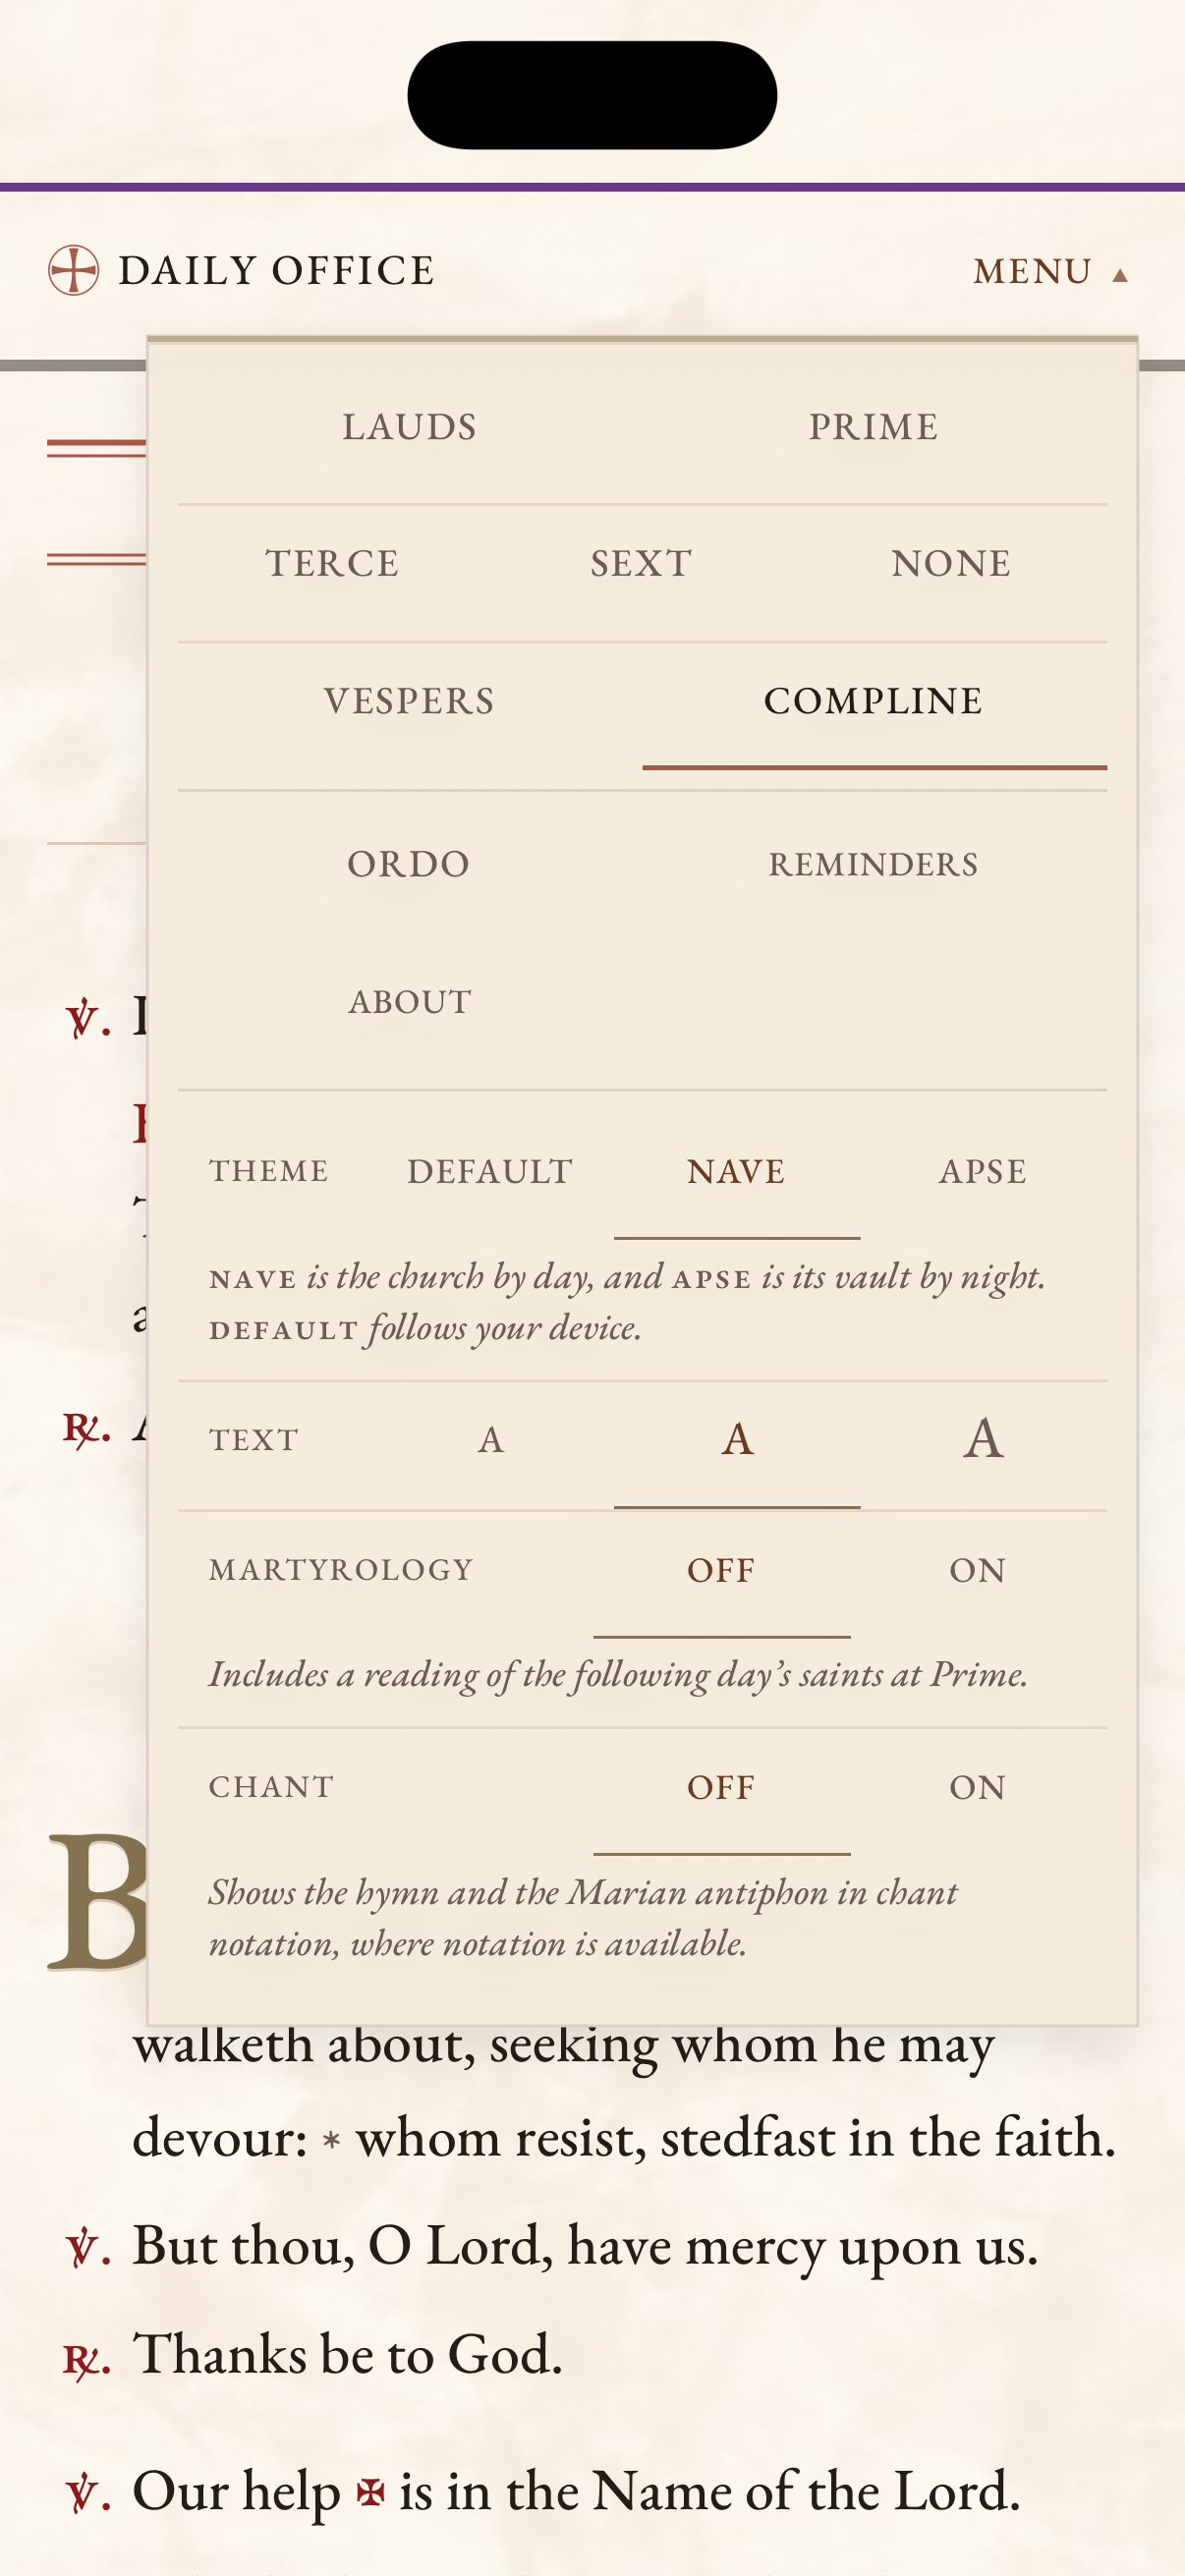 DAILY OFFICE MENU ▲
LAUDS PRIME
TERCE SEXT NONE
VESPERS COMPLINE
ORDO REMINDERS
ABOUT
THEME DEFAULT NAVE APSE
NAVE is the church by day, and APSE is its vault by night.
DEFAULT follows your device.
TEXT A A A
MARTYROLOGY OFF ON
Includes a reading of the following day’s saints at Prime.
CHANT OFF ON
Shows the hymn and the Marian antiphon in chant
notation, where notation is available.
℣.
℟.
B
walketh about, seeking whom he may
devour: * whom resist, stedfast in the faith.
℣. But thou, O Lord, have mercy upon us.
℟. Thanks be to God.
℣. Our help ✠ is in the Name of the Lord.